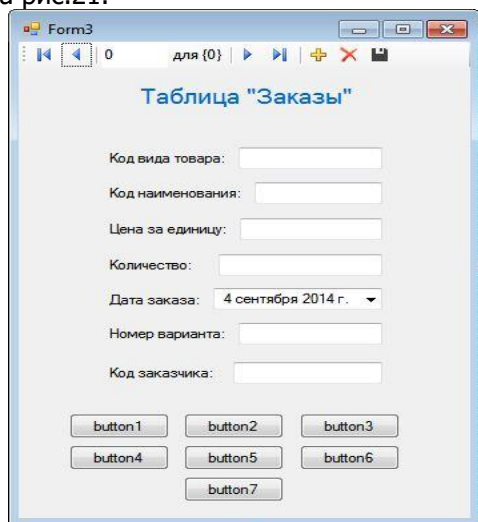 а рис.21.
Form3
0 для {0}
Таблица "Заказы"
Код вида товара:
Код наименования:
Цена за единицу:
Количество:
Дата заказа: 4 сентября 2014 г.
Номер варианта:
Код заказчика:
button1 button2 button3
button4 button5 button6
button7